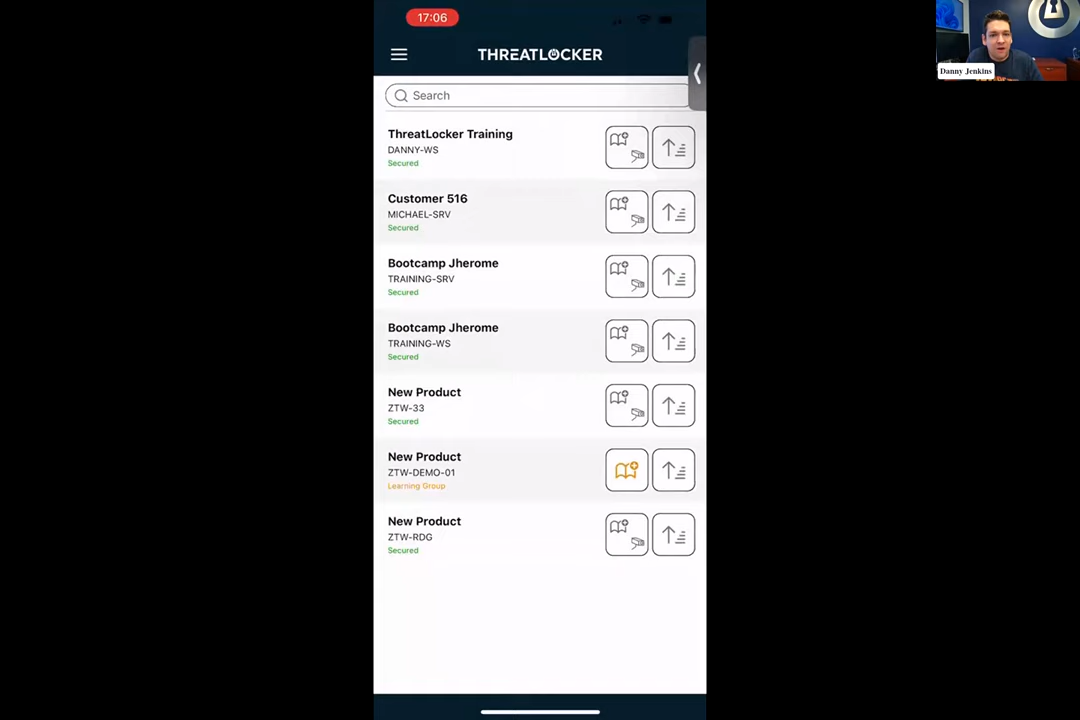 17:06
THREATLOCKER
Search
ThreatLocker Training
DANNY-WS
Secured
Customer 516
MICHAEL-SRV
Secured
Bootcamp Jherome
TRAINING-SRV
Secured
Bootcamp Jherome
TRAINING-WS
Secured
New Product
ZTW-33
Secured
New Product
ZTW-DEMO-01
Learning Group
New Product
ZTW-RDG
Secured
Danny Jenkins